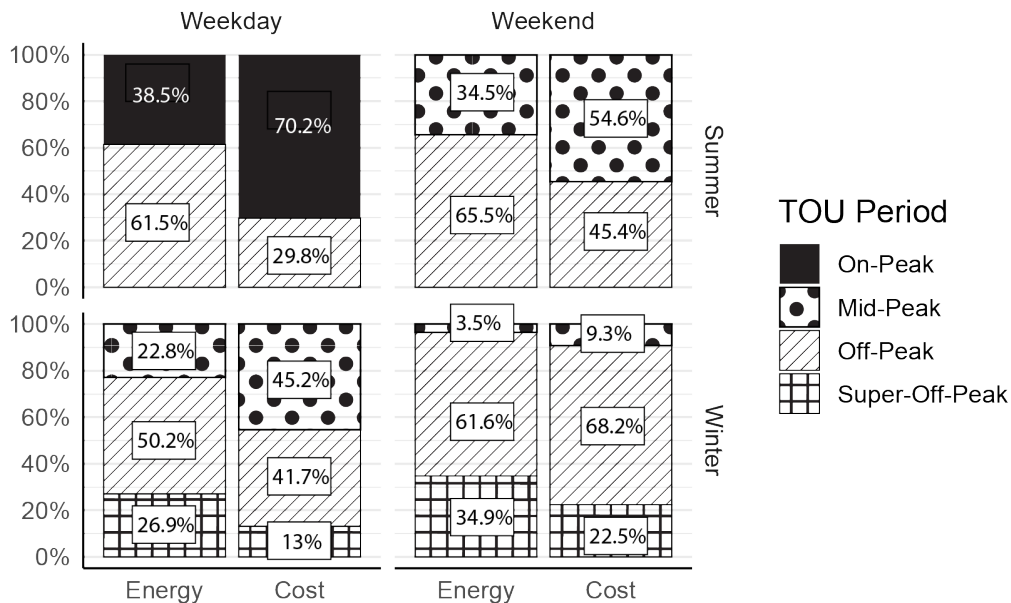 Weekday Weekend
100%
80%
60%
40%
20%
0%
38.5% 70.2% 34.5% 54.6%
61.5% 29.8% 65.5% 45.4%
Summer
100%
80%
60%
40%
20%
0%
22.8% 45.2% 3.5% 9.3%
50.2% 41.7% 61.6% 68.2%
26.9% 13% 34.9% 22.5%
Winter
Energy Cost Energy Cost
TOU Period
On-Peak
Mid-Peak
Off-Peak
Super-Off-Peak